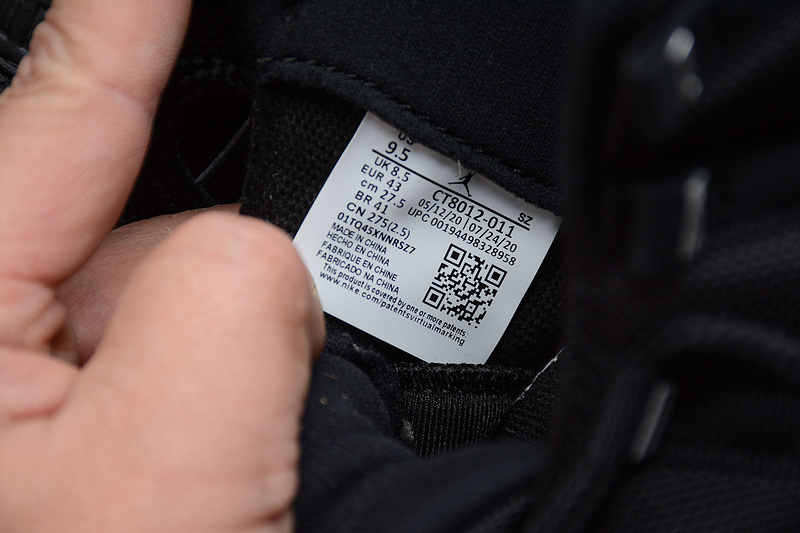 US
9.5
UK 8.5
EUR 43
cm 27.5
BR 41
CN 275(2.5)
CT8012-011 SZ
05/12/20 | 07/24/20
UPC 00194498328958
01TQ45XNNRSZ7
MADE IN CHINA
HECHO EN CHINA
FABRIQUE EN CHINE
FABRICADO NA CHINA
This product is covered by one or more patents.
www.nike.com/patentsvirtualmarking